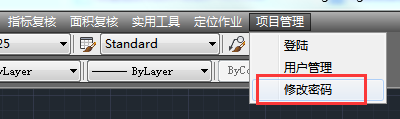 指标复核 面积复核 实用工具 定位作业 项目管理
25 Standard 登陆
用户管理
yLayer ByLayer ByCo 修改密码